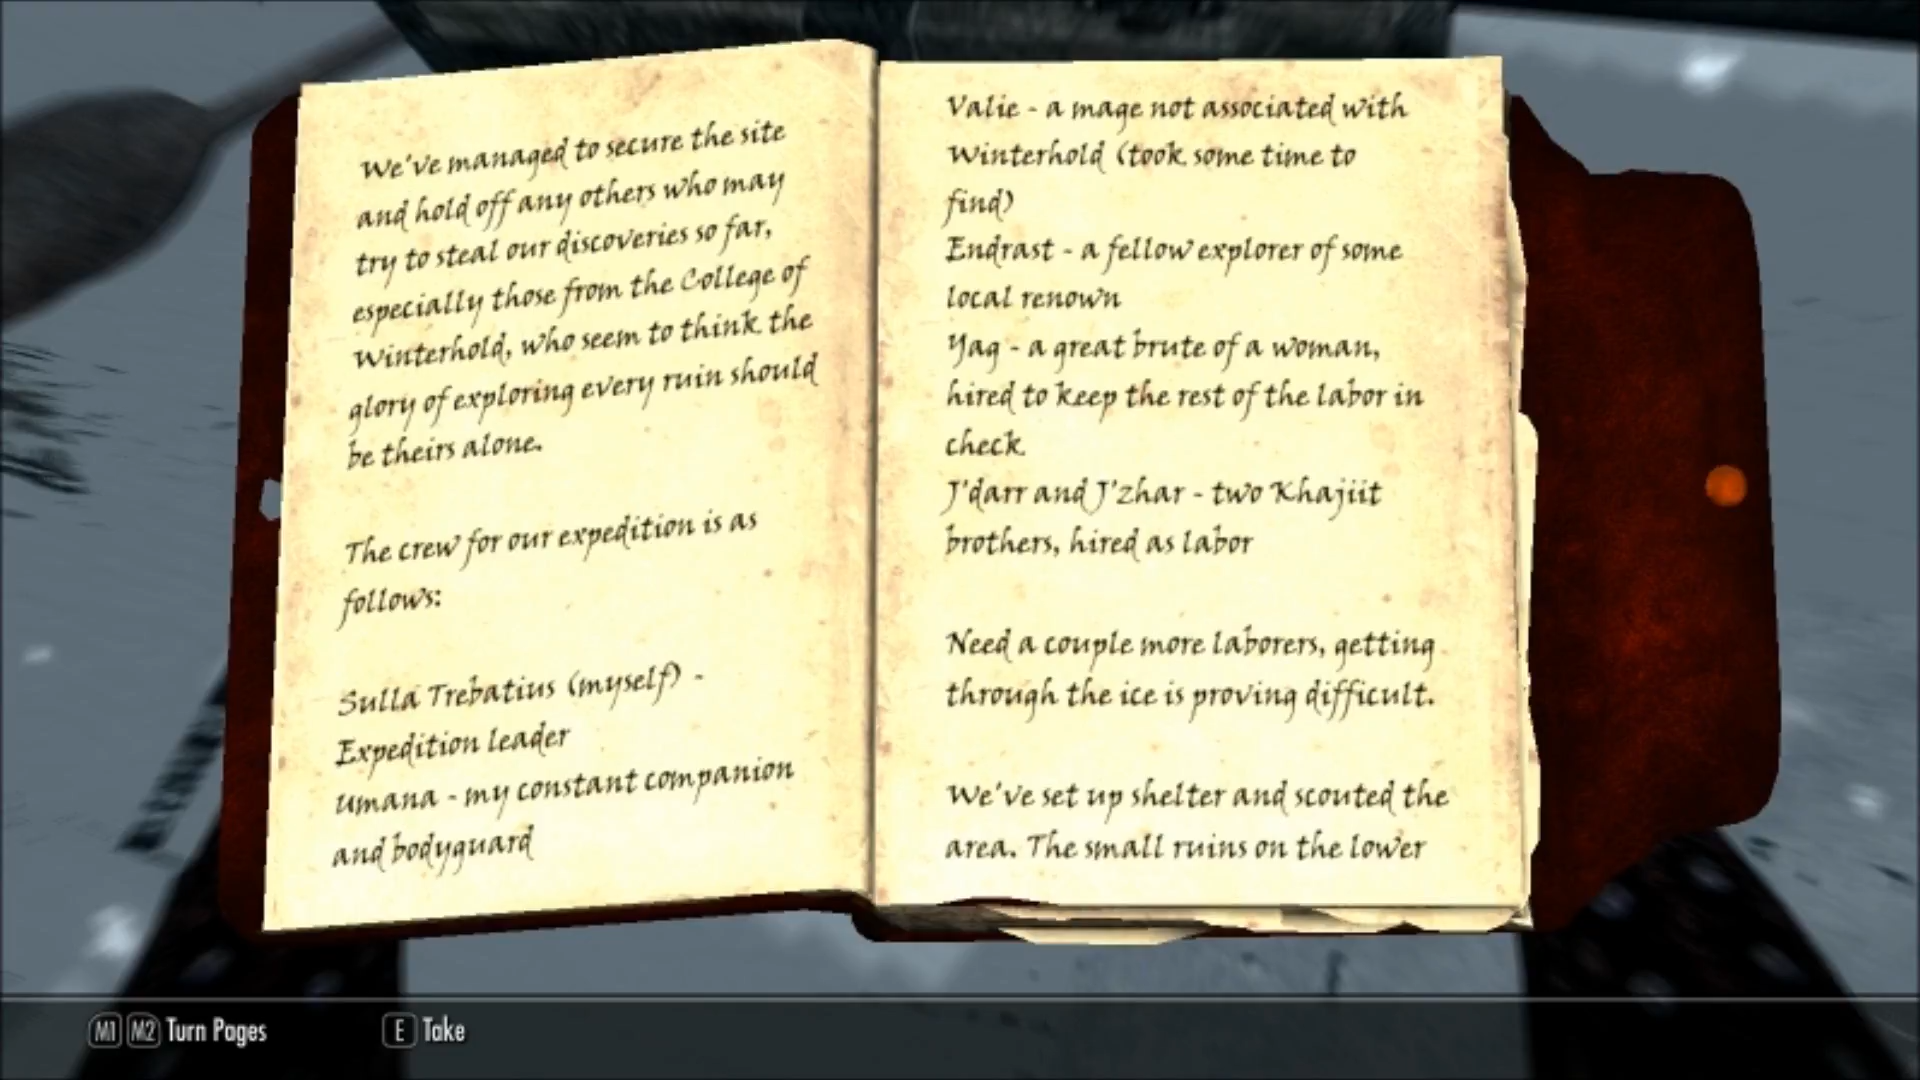 We've managed to secure the site
and hold off any others who may
try to steal our discoveries so far,
especially those from the College of
Winterhold, who seem to think the
glory of exploring every ruin should
be theirs alone.
The crew for our expedition is as
follows:
Sulla Trebatius (myself) -
Expedition leader
Umana - my constant companion
and bodyguard
Valie - a mage not associated with
Winterhold (took some time to
find)
Endrast - a fellow explorer of some
local renown
Yag - a great brute of a woman,
hired to keep the rest of the labor in
check
J'darr and J'zhar - two Khajiit
brothers, hired as labor
Need a couple more laborers, getting
through the ice is proving difficult.
We've set up shelter and scouted the
area. The small ruins on the lower
M1 M2 Turn Pages
E Take